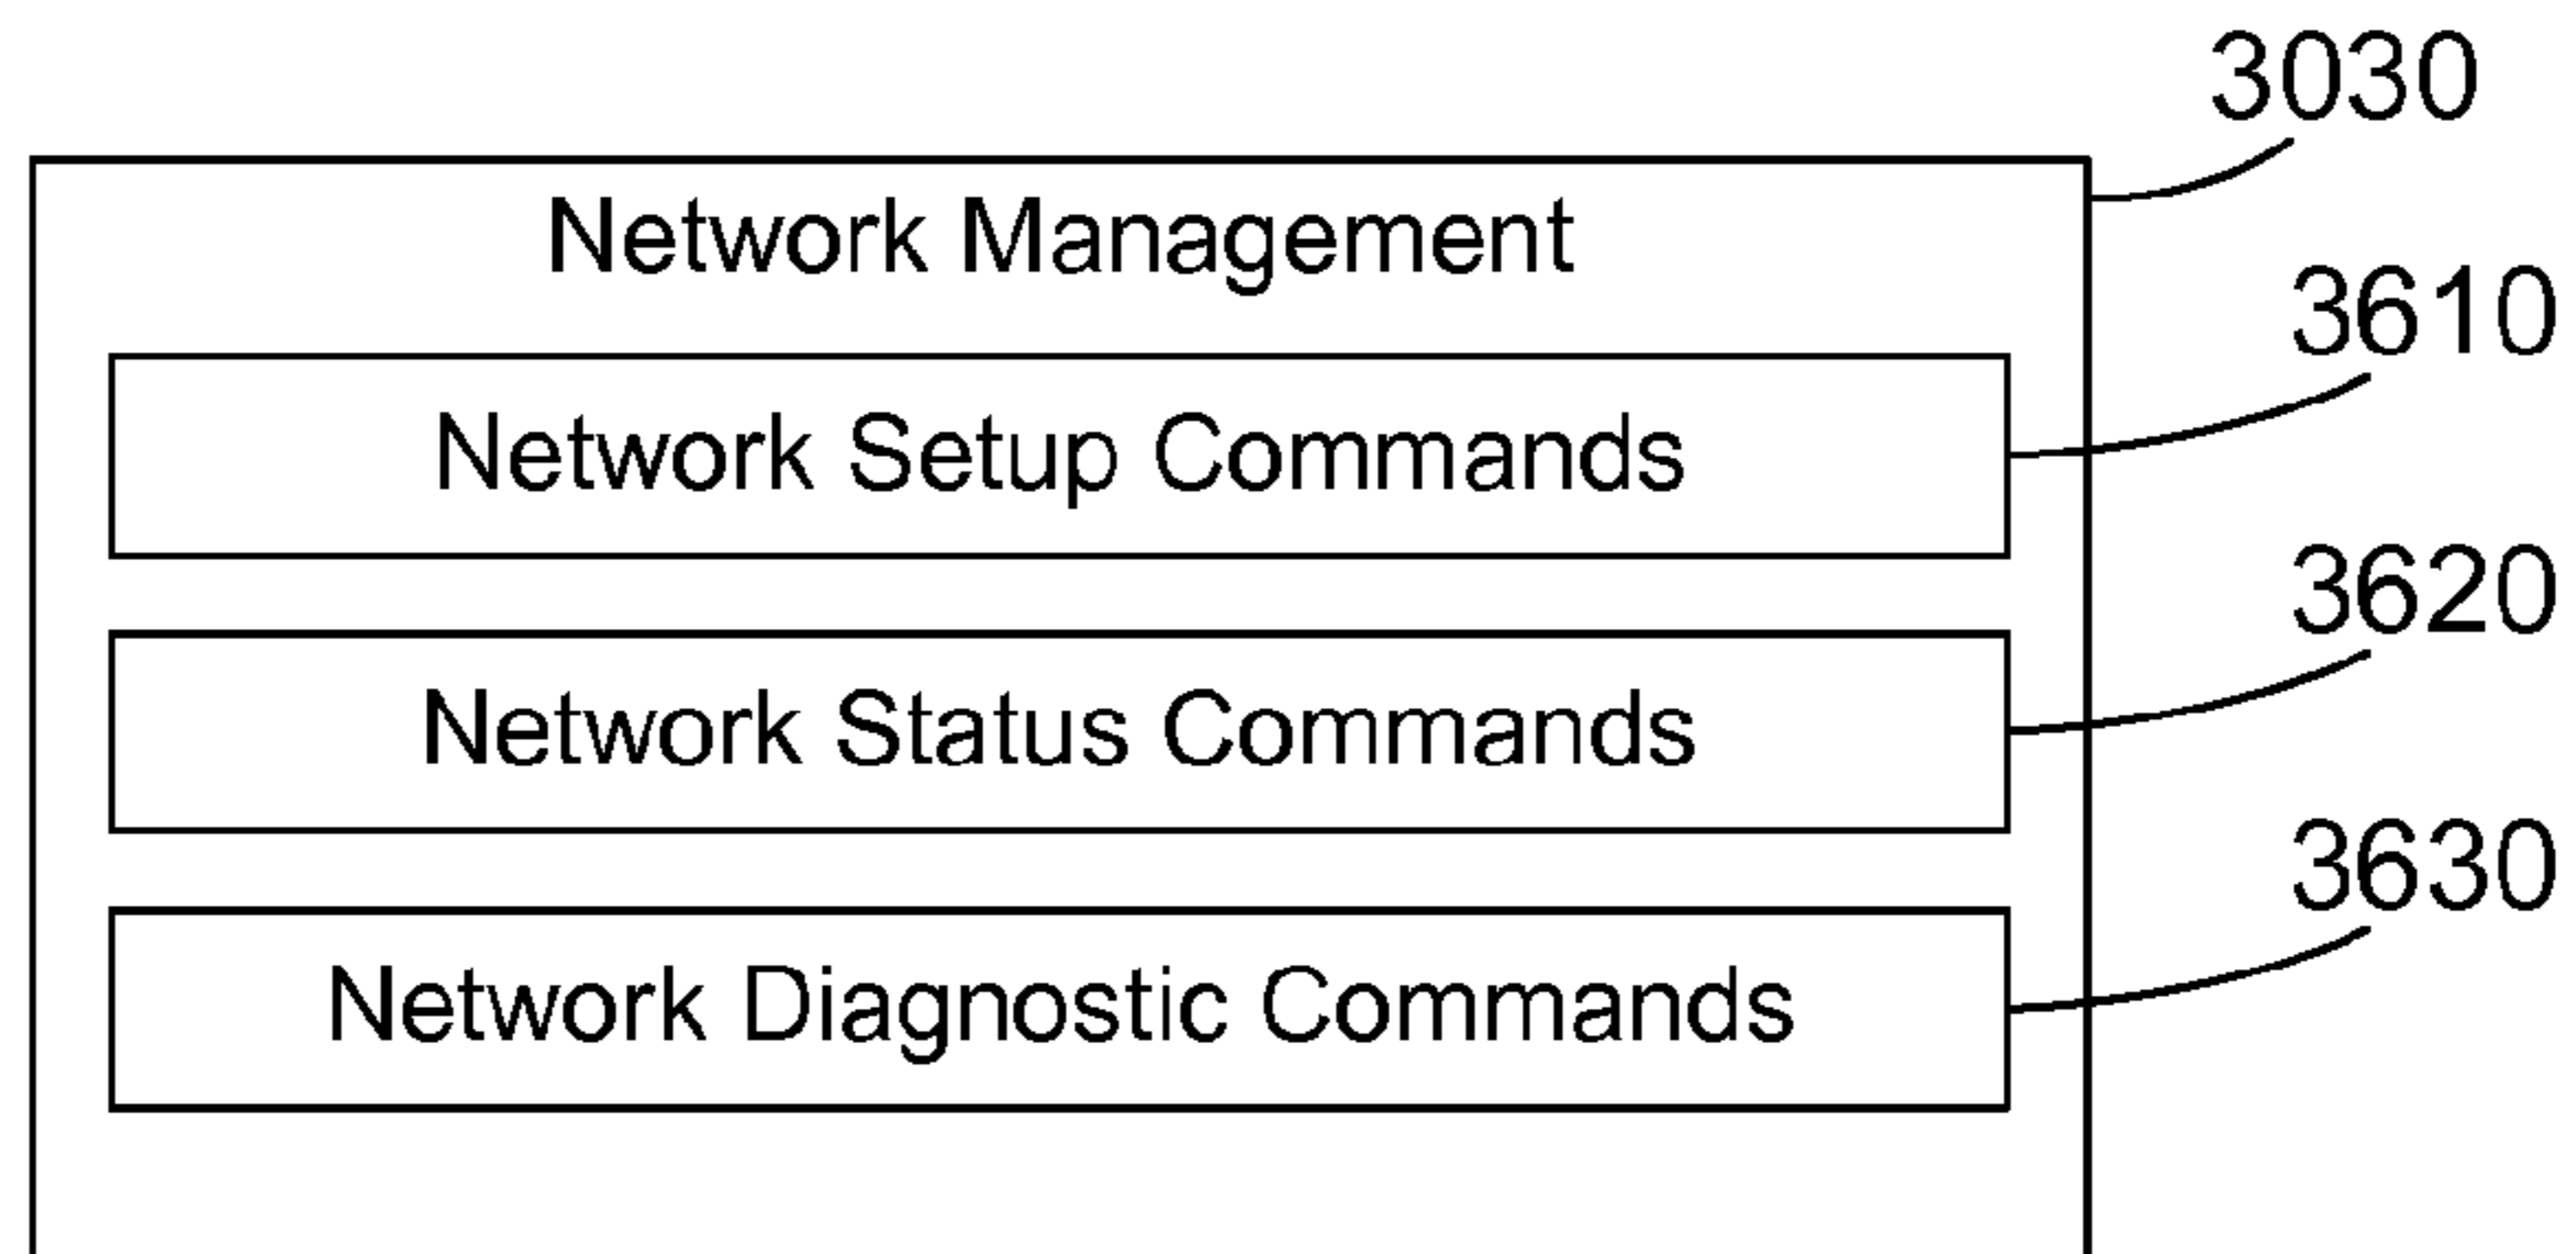 3030
Network Management
3610
Network Setup Commands
3620
Network Status Commands
3630
Network Diagnostic Commands